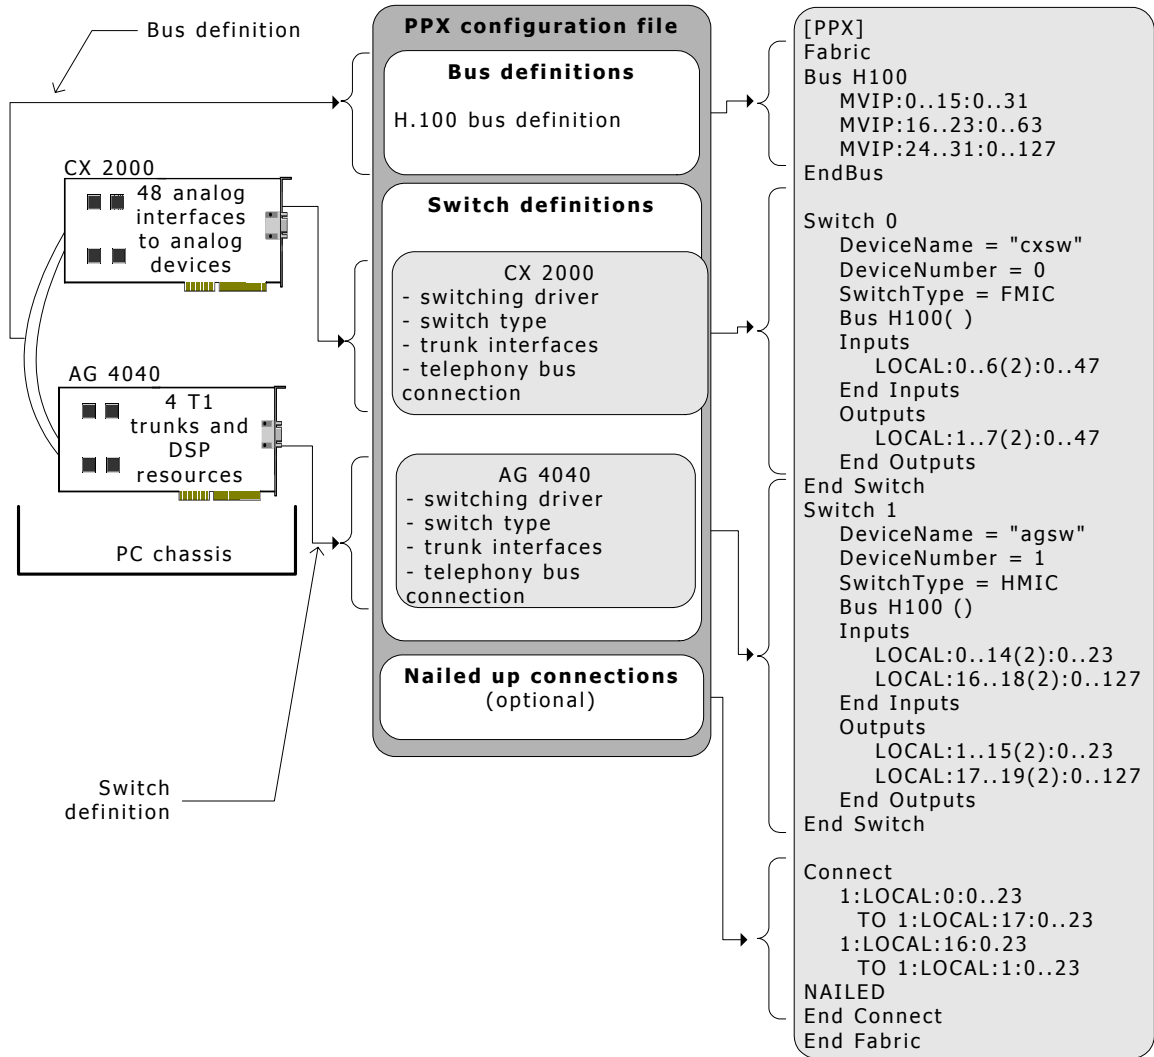 Bus definition
CX 2000
48 analog
interfaces
to analog
devices
AG 4040
4 T1
trunks and
DSP
resources
PC chassis
Switch
definition
PPX configuration file
Bus definitions
H.100 bus definition
Switch definitions
CX 2000
- switching driver
- switch type
- trunk interfaces
- telephony bus
connection
AG 4040
- switching driver
- switch type
- trunk interfaces
- telephony bus
connection
Nailed up connections
(optional)
[PPX]
Fabric
Bus H100
MVIP:0..15:0..31
MVIP:16..23:0..63
MVIP:24..31:0..127
EndBus
Switch 0
DeviceName = "cxsw"
DeviceNumber = 0
SwitchType = FMIC
Bus H100( )
Inputs
LOCAL:0..6(2):0..47
End Inputs
Outputs
LOCAL:1..7(2):0..47
End Outputs
End Switch
Switch 1
DeviceName = "agsw"
DeviceNumber = 1
SwitchType = HMIC
Bus H100 ()
Inputs
LOCAL:0..14(2):0..23
LOCAL:16..18(2):0..127
End Inputs
Outputs
LOCAL:1..15(2):0..23
LOCAL:17..19(2):0..127
End Outputs
End Switch
Connect
1:LOCAL:0:0..23
TO 1:LOCAL:17:0..23
1:LOCAL:16:0.23
TO 1:LOCAL:1:0..23
NAILED
End Connect
End Fabric